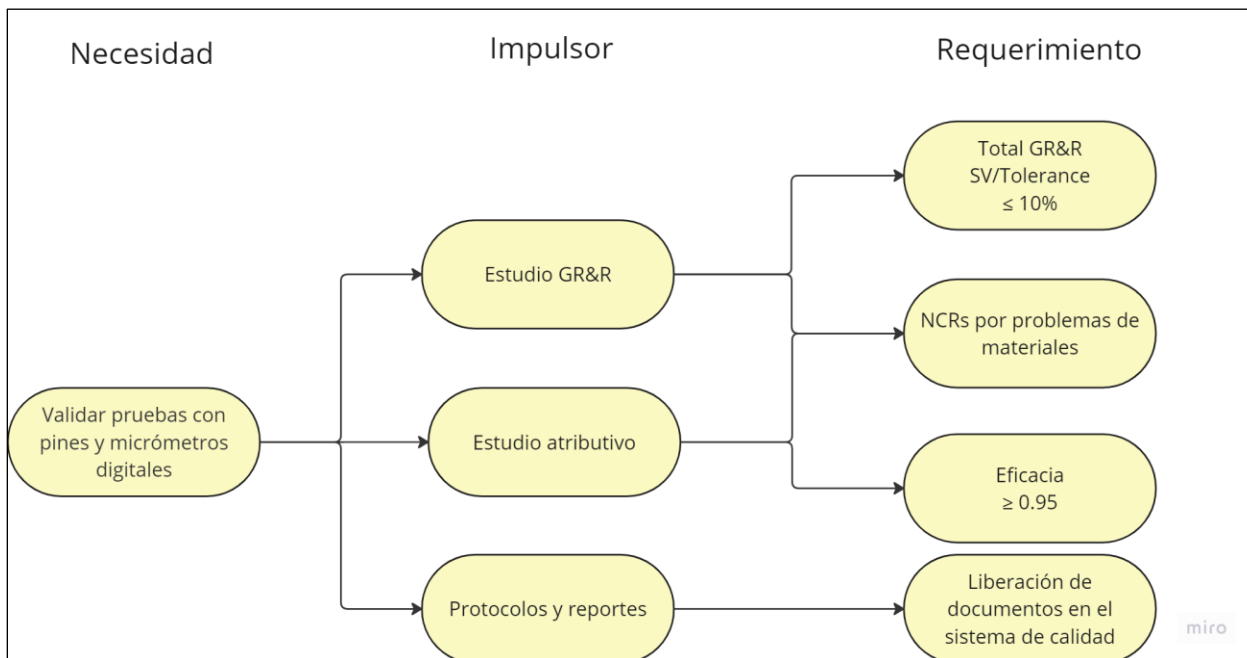 Necesidad
Impulsor
Requerimiento
Total GR&R
SV/Tolerance
≤ 10%
Estudio GR&R
NCRs por problemas de
materiales
Validar pruebas con
pines y micrómetros
digitales
Estudio atributivo
Eficacia
≥ 0.95
Protocolos y reportes
Liberación de
documentos en el
sistema de calidad
miro